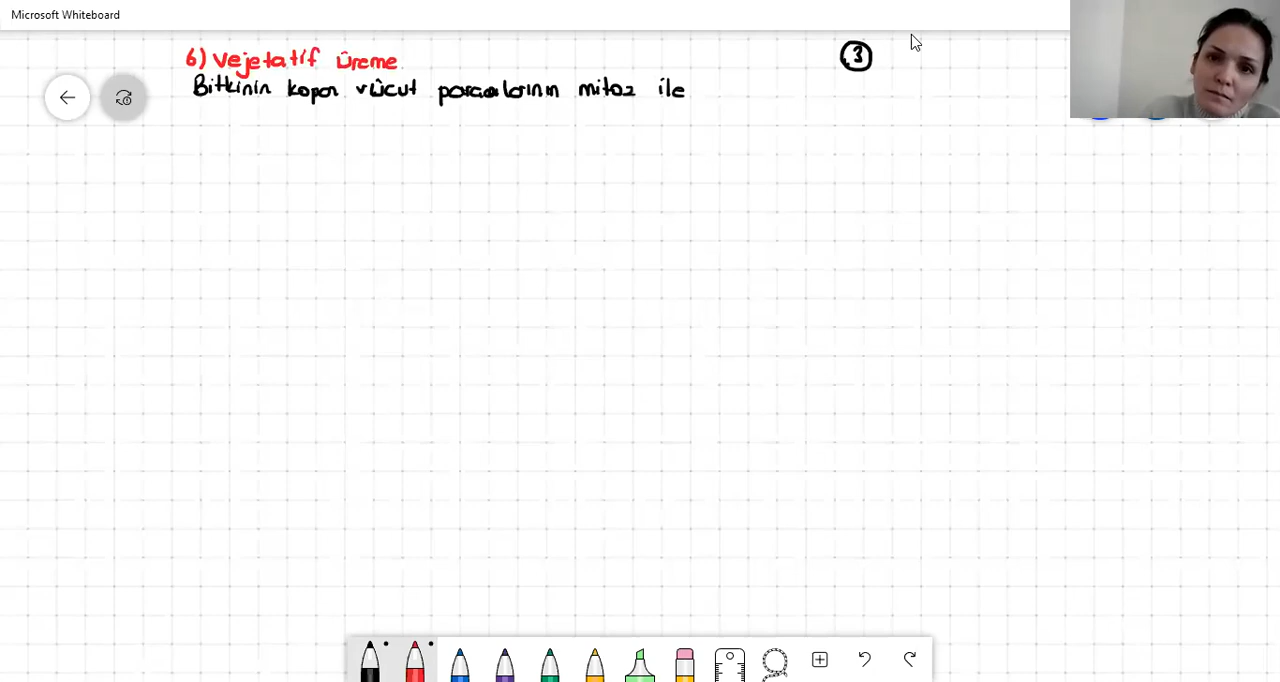 Microsoft Whiteboard
6) Vejetatif Üreme
3
Bitkinin kopan vücut parçalarının mitoz ile